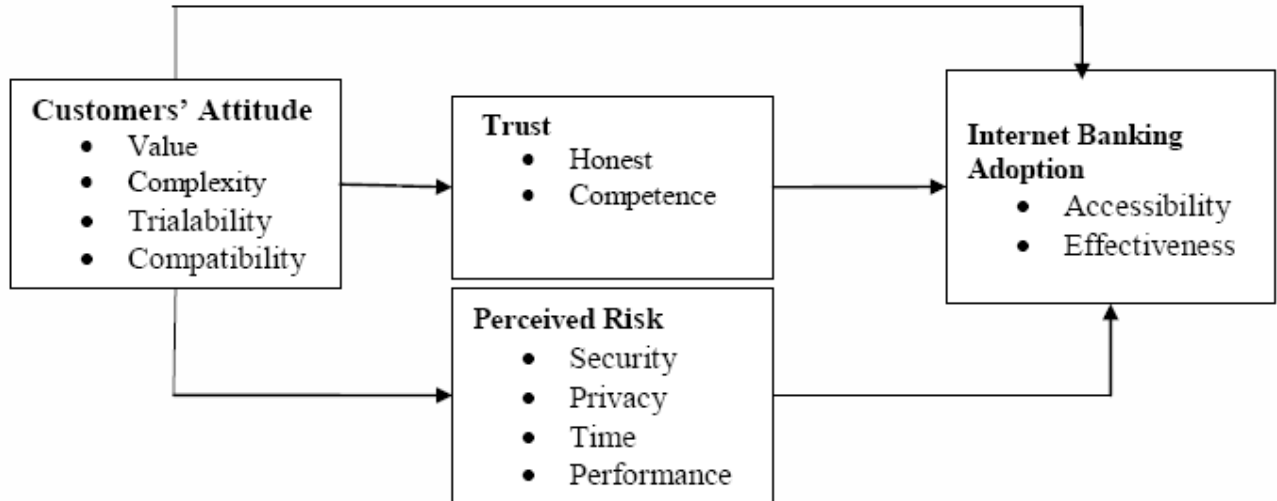 Customers’ Attitude
• Value
• Complexity
• Trialability
• Compatibility
Trust
• Honest
• Competence
Perceived Risk
• Security
• Privacy
• Time
• Performance
Internet Banking
Adoption
• Accessibility
• Effectiveness